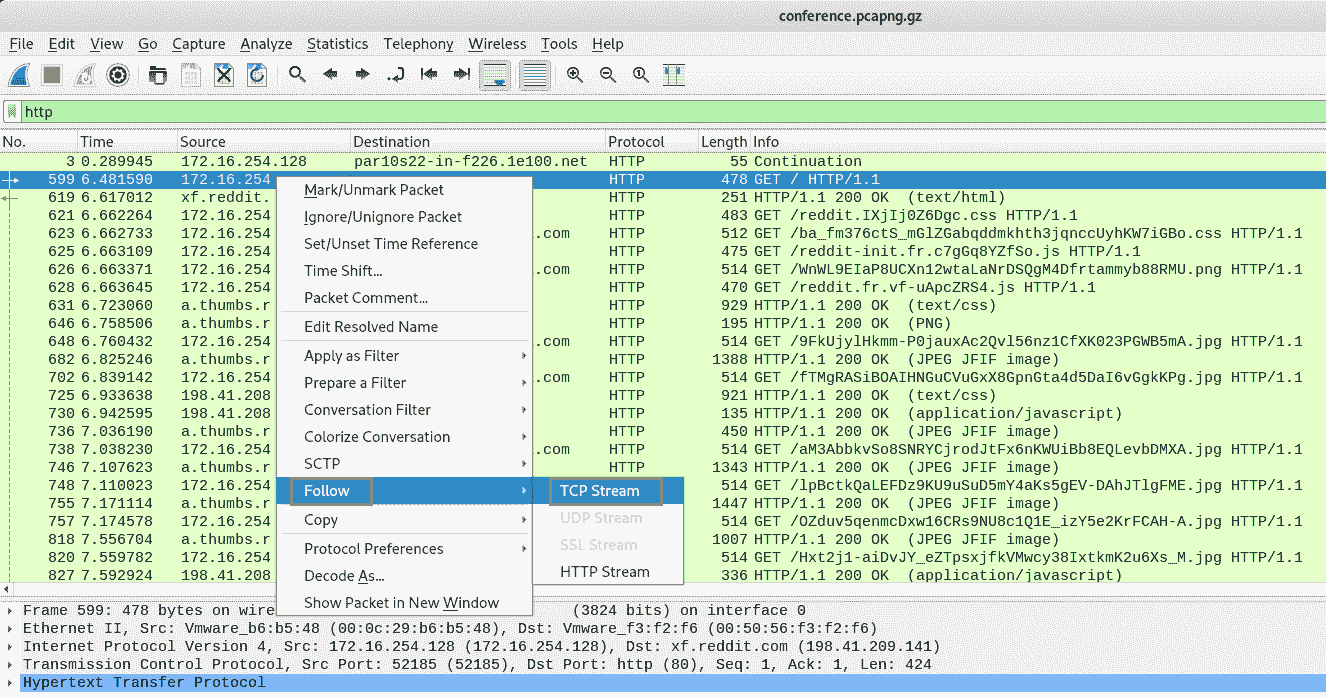 conference.pcapng.gz
File Edit View Go Capture Analyze Statistics Telephony Wireless Tools Help
http
No. Time Source Destination Protocol Length Info
3 0.289945 172.16.254.128 par10s22-in-f226.1e100.net HTTP 55 Continuation
599 6.481590 172.16.254 HTTP 478 GET / HTTP/1.1
619 6.617012 xf.reddit. HTTP 251 HTTP/1.1 200 OK (text/html)
621 6.662264 172.16.254 HTTP 483 GET /reddit.IXjIj0Z6Dgc.css HTTP/1.1
623 6.662733 172.16.254 .com HTTP 512 GET /ba_fm376ctS_mGlZGabqddmkhth3jqnccUyhKW7iGBo.css HTTP/1.1
625 6.663109 172.16.254 HTTP 475 GET /reddit-init.fr.c7gGq8YZfSo.js HTTP/1.1
626 6.663371 172.16.254 .com HTTP 514 GET /WnWL9EIaP8UCXn12wtaLaNrDSQgM4Dfrtammyb88RMU.png HTTP/1.1
628 6.663645 172.16.254 HTTP 470 GET /reddit.fr.vf-uApcZRS4.js HTTP/1.1
631 6.723060 a.thumbs.r HTTP 929 HTTP/1.1 200 OK (text/css)
646 6.758506 a.thumbs.r HTTP 195 HTTP/1.1 200 OK (PNG)
648 6.760432 172.16.254 .com HTTP 514 GET /9FkUjylHkmm-P0jauxAc2Qvl56nz1CfXK023PGWB5mA.jpg HTTP/1.1
682 6.825246 a.thumbs.r HTTP 1388 HTTP/1.1 200 OK (JPEG JFIF image)
702 6.839142 172.16.254 .com HTTP 514 GET /fTMgRASiBOAIHNGuCVuGxX8GpnGta4d5DaI6vGgkKPg.jpg HTTP/1.1
725 6.933638 198.41.208 HTTP 921 HTTP/1.1 200 OK (text/css)
730 6.942595 198.41.208 HTTP 135 HTTP/1.1 200 OK (application/javascript)
736 7.036190 a.thumbs.r HTTP 450 HTTP/1.1 200 OK (JPEG JFIF image)
738 7.038230 172.16.254 .com HTTP 514 GET /aM3AbbkvSo8SNRYCjrodJtFx6nKWUiBb8EQLevbDMXA.jpg HTTP/1.1
746 7.107623 a.thumbs.r HTTP 1343 HTTP/1.1 200 OK (JPEG JFIF image)
748 7.110023 172.16.254 HTTP 514 GET /lpBctkQaLEFDz9KU9uSuD5mY4aKs5gEV-DAhJTlgFME.jpg HTTP/1.1
755 7.171114 a.thumbs.r 1447 HTTP/1.1 200 OK (JPEG JFIF image)
757 7.174578 172.16.254 514 GET /OZduv5qenmcDxw16CRs9NU8c1Q1E_izY5e2KrFCAH-A.jpg HTTP/1.1
818 7.556704 a.thumbs.r 1007 HTTP/1.1 200 OK (JPEG JFIF image)
820 7.559782 172.16.254 514 GET /Hxt2j1-aiDvJY_eZTpsxjfkVMwcy38IxtkmK2u6Xs_M.jpg HTTP/1.1
827 7.592924 198.41.208 336 HTTP/1.1 200 OK (application/javascript)
Mark/Unmark Packet
Ignore/Unignore Packet
Set/Unset Time Reference
Time Shift...
Packet Comment...
Edit Resolved Name
Apply as Filter
Prepare a Filter
Conversation Filter
Colorize Conversation
SCTP
Follow
Copy
Protocol Preferences
Decode As...
Show Packet in New Window
TCP Stream
UDP Stream
SSL Stream
HTTP Stream
Frame 599: 478 bytes on wire (3824 bits) on interface 0
Ethernet II, Src: Vmware_b6:b5:48 (00:0c:29:b6:b5:48), Dst: Vmware_f3:f2:f6 (00:50:56:f3:f2:f6)
Internet Protocol Version 4, Src: 172.16.254.128 (172.16.254.128), Dst: xf.reddit.com (198.41.209.141)
Transmission Control Protocol, Src Port: 52185 (52185), Dst Port: http (80), Seq: 1, Ack: 1, Len: 424
Hypertext Transfer Protocol